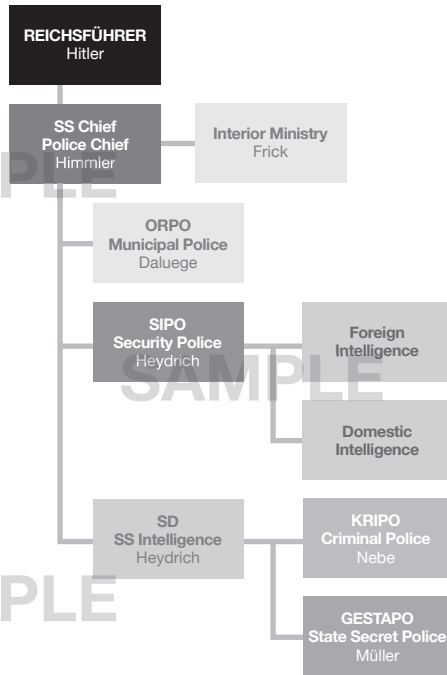 REICHSFÜHRER
Hitler
SS Chief
Police Chief
Himmler
Interior Ministry
Frick
PLE
ORPO
Municipal Police
Daluege
SIPO
Security Police
Heydrich
Foreign
Intelligence
SAMPLE
Domestic
Intelligence
SD
SS Intelligence
Heydrich
KRIPO
Criminal Police
Nebe
PLE
GESTAPO
State Secret Police
Müller